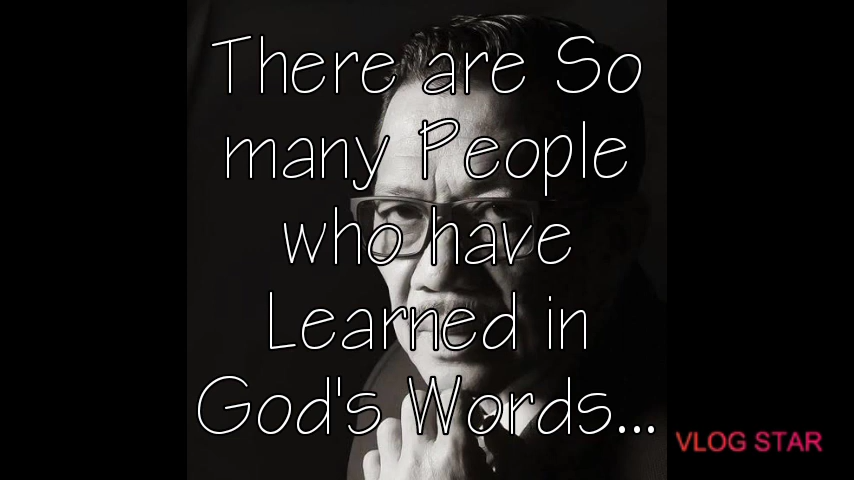 There are So
many People
who have
Learned in
God's Words...
VLOG STAR